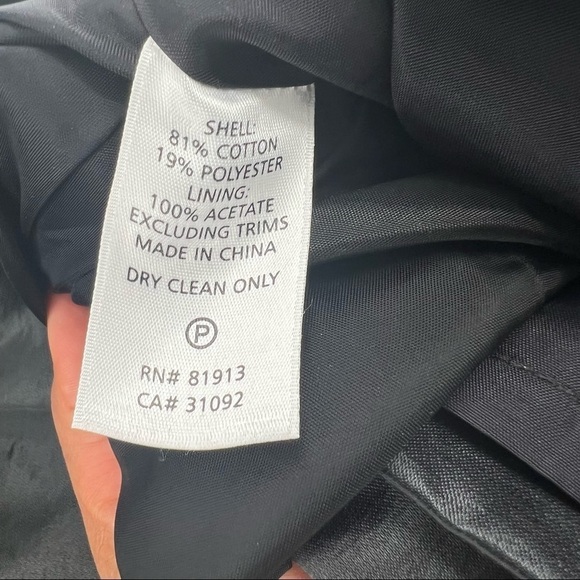 SHELL:
81% COTTON
19% POLYESTER
LINING:
100% ACETATE
EXCLUDING TRIMS
MADE IN CHINA
DRY CLEAN ONLY
P
RN# 81913
CA# 31092